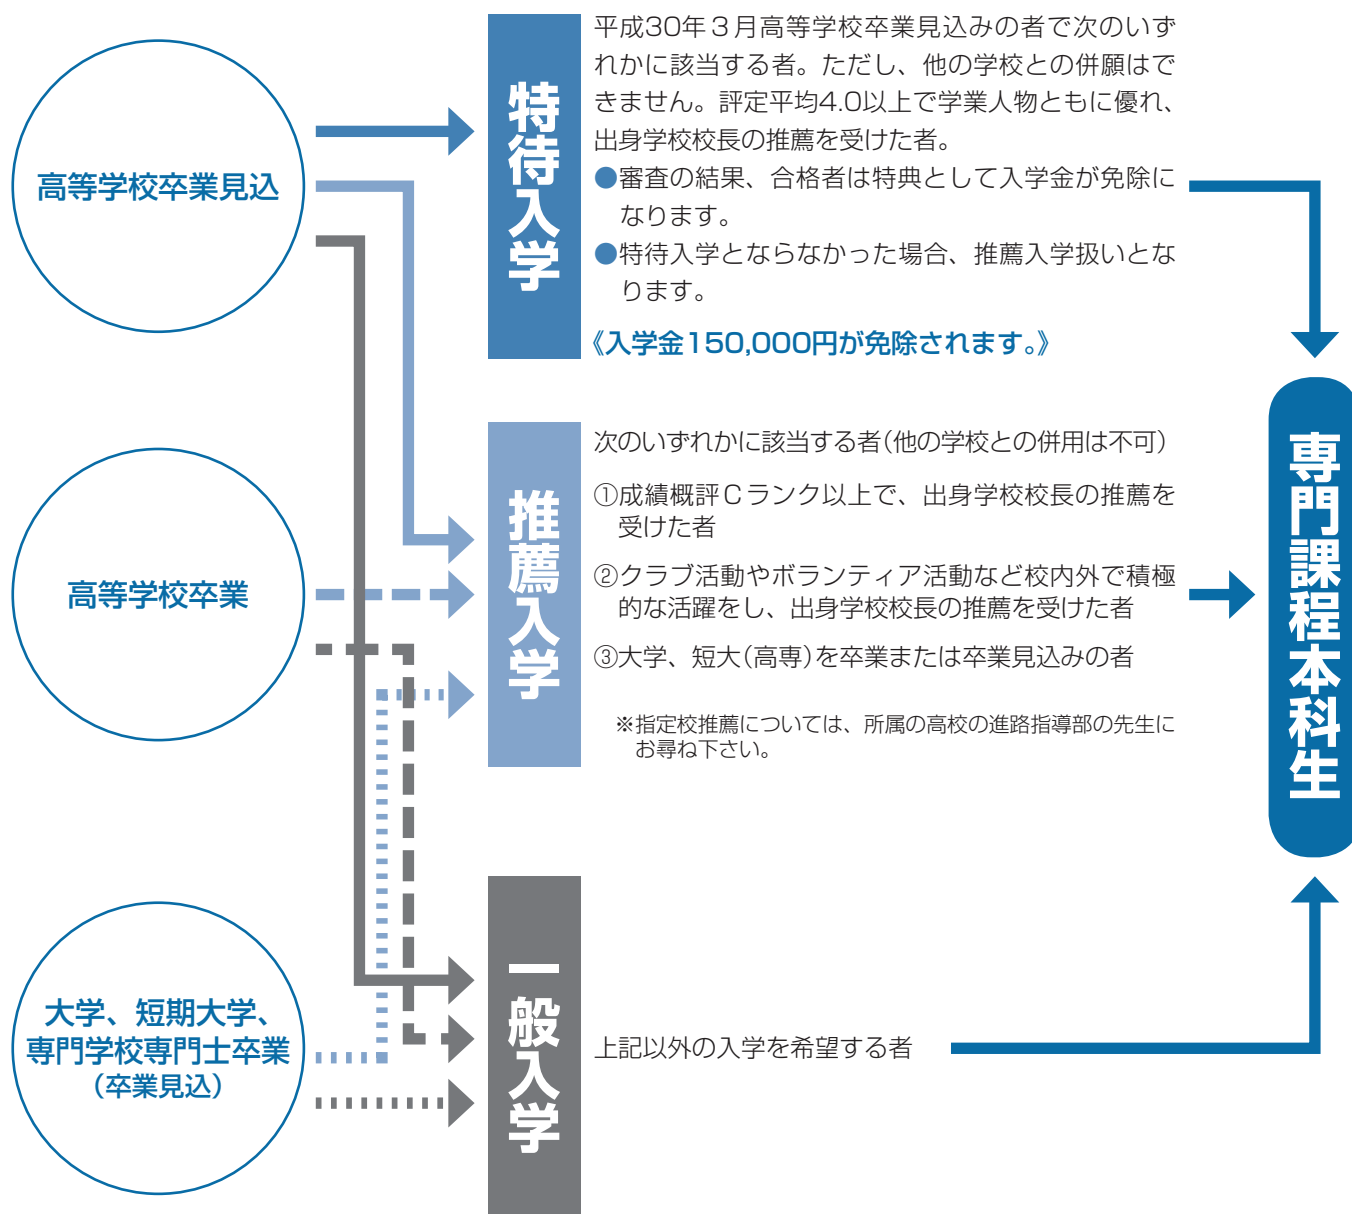 高等学校卒業見込
特待入学
平成30年3月高等学校卒業見込みの者で次のいず
れかに該当する者。ただし、他の学校との併願はで
きません。評定平均4.0以上で学業人物ともに優れ、
出身学校校長の推薦を受けた者。
●審査の結果、合格者は特典として入学金が免除に
なります。
●特待入学とならなかった場合、推薦入学扱いとな
ります。
《入学金150,000円が免除されます。》
高等学校卒業
推薦入学
次のいずれかに該当する者(他の学校との併用は不可)
①成績概評Cランク以上で、出身学校校長の推薦を
受けた者
②クラブ活動やボランティア活動など校内外で積極
的な活躍をし、出身学校校長の推薦を受けた者
③大学、短大(高専)を卒業または卒業見込みの者
※指定校推薦については、所属の高校の進路指導部の先生に
お尋ね下さい。
専門課程本科生
大学、短期大学、
専門学校専門士卒業
(卒業見込)
一般入学
上記以外の入学を希望する者